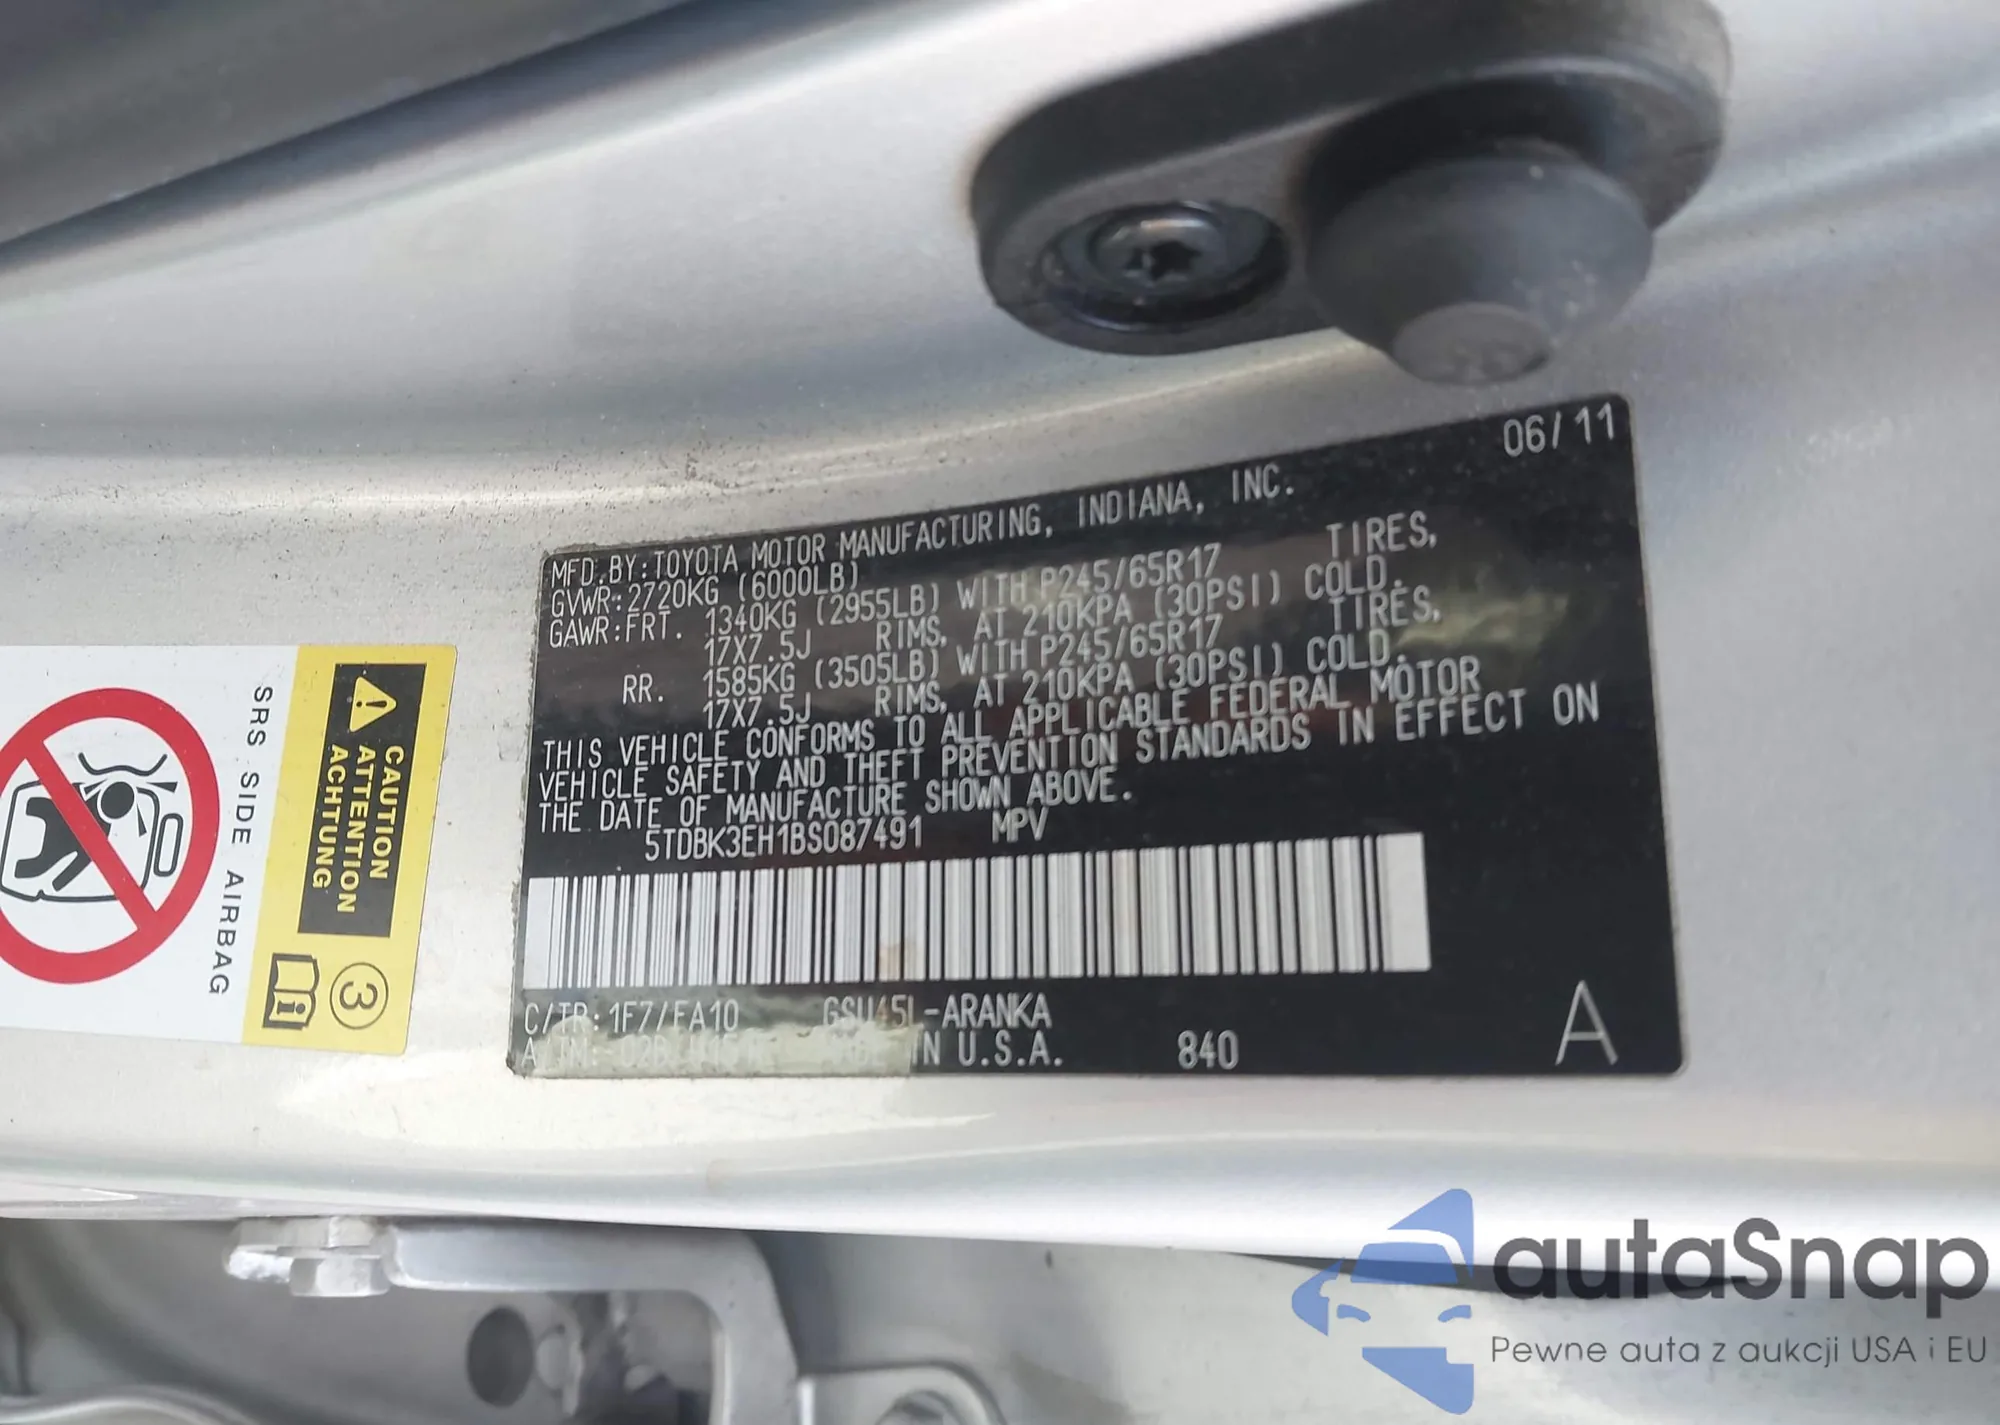 06/11
MFD.BY:TOYOTA MOTOR MANUFACTURING, INDIANA, INC.
GVWR:2720KG (6000LB)
GAWR:FRT. 1340KG (2955LB) WITH P245/65R17 TIRES,
17X7.5J RIMS, AT 210KPA (30PSI) COLD.
RR. 1585KG (3505LB) WITH P245/65R17 TIRES,
17X7.5J RIMS, AT 210KPA (30PSI) COLD.
THIS VEHICLE CONFORMS TO ALL APPLICABLE FEDERAL MOTOR
VEHICLE SAFETY AND THEFT PREVENTION STANDARDS IN EFFECT ON
THE DATE OF MANUFACTURE SHOWN ABOVE.
5TDBK3EH1BS087491 MPV
C/TR:1F7/FA10 GSU45L-ARANKA
IN U.S.A. 840
A
SRS SIDE AIRBAG
CAUTION
ATTENTION
ACHTUNG
3
i
autoSnap
Pewne auta z aukcji USA i EU